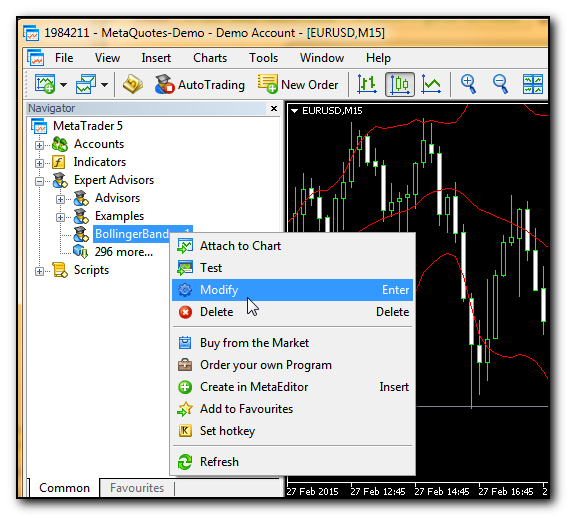 1984211 - MetaQuotes-Demo - Demo Account - [EURUSD,M15]
File View Insert Charts Tools Window Help
AutoTrading New Order
Navigator
EURUSD,M15
MetaTrader 5
Accounts
Indicators
Expert Advisors
Advisors
Examples
296 more...
Scripts
Attach to Chart
Test
Modify Enter
Delete Delete
Buy from the Market
Order your own Program
Create in MetaEditor Insert
Add to Favourites
Set hotkey
Refresh
Common Favourites
27 Feb 2015 27 Feb 12:45 27 Feb 14:45 27 Feb 16:45